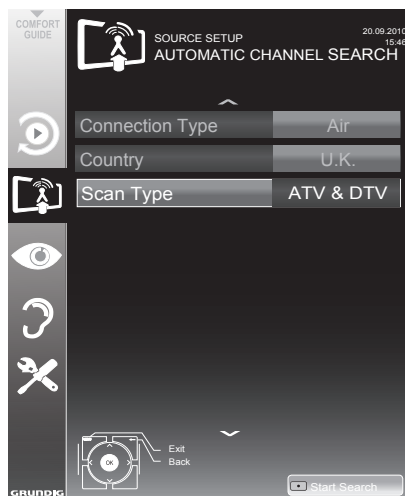 COMFORT
GUIDE
SOURCE SETUP
20.09.2010
AUTOMATIC CHANNEL SEARCH
15:46
Connection Type
Air
Country
U.K.
Scan Type
ATV & DTV
Exit
OK
Back
Start Search
GRUNDIG